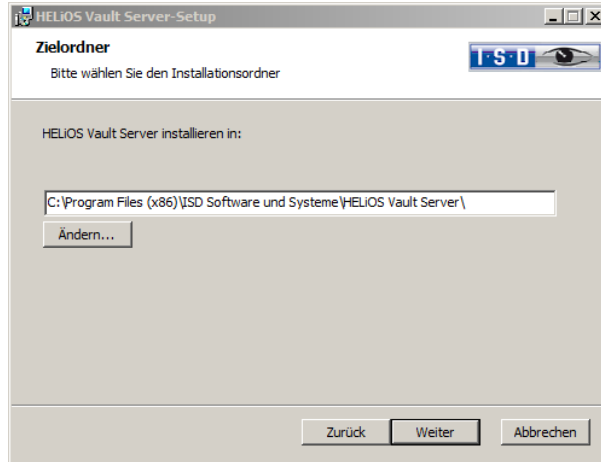 HELiOS Vault Server-Setup
Zielordner
Bitte wählen Sie den Installationsordner
I·S·D
HELiOS Vault Server installieren in:
C:\Program Files (x86)\ISD Software und Systeme\HELiOS Vault Server\
Ändern...
Zurück Weiter Abbrechen